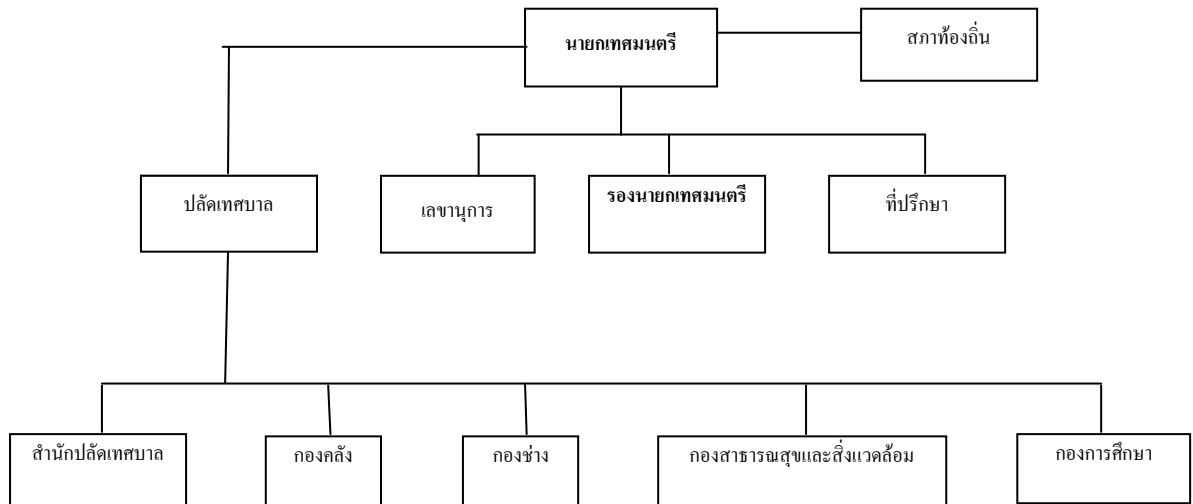 นายกเทศมนตรี
สภาท้องถิ่น
ปลัดเทศบาล
เลขานุการ
รองนายกเทศมนตรี
ที่ปรึกษา
สำนักปลัดเทศบาล
กองคลัง
กองช่าง
กองสาธารณสุขและสิ่งแวดล้อม
กองการศึกษา